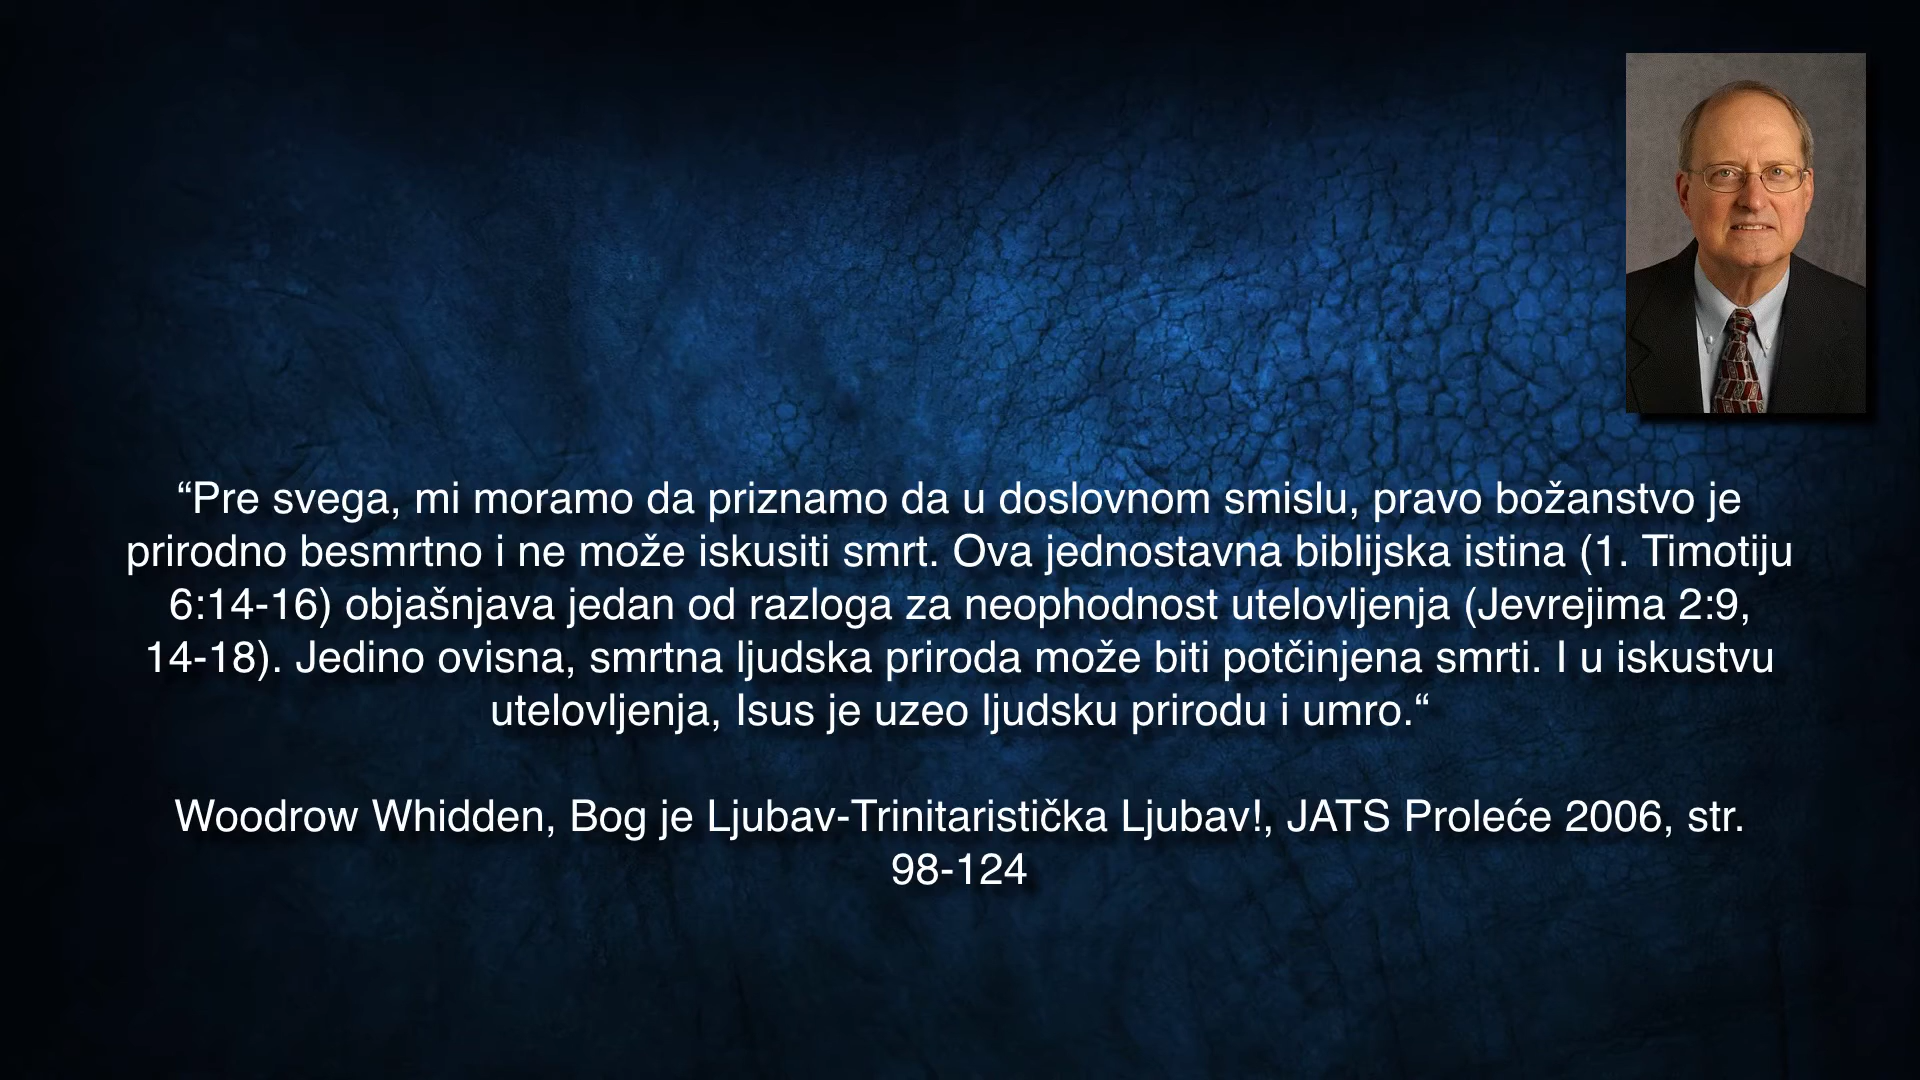 “Pre svega, mi moramo da priznamo da u doslovnom smislu, pravo božanstvo je
prirodno besmrtno i ne može iskusiti smrt. Ova jednostavna biblijska istina (1. Timotiju
6:14-16) objašnjava jedan od razloga za neophodnost utelovljenja (Jevrejima 2:9,
14-18). Jedino ovisna, smrtna ljudska priroda može biti potčinjena smrti. I u iskustvu
utelovljenja, Isus je uzeo ljudsku prirodu i umro.“
Woodrow Whidden, Bog je Ljubav-Trinitaristička Ljubav!, JATS Proleće 2006, str.
98-124